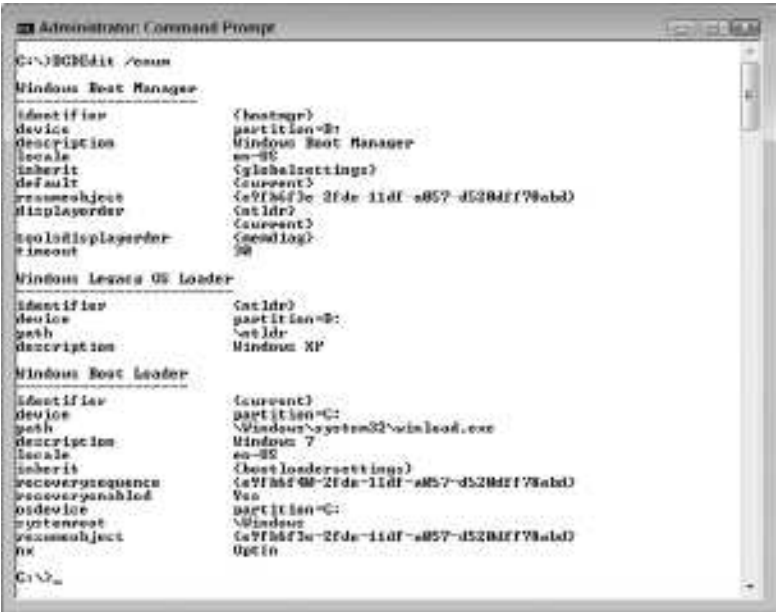 Administrator: Command Prompt
C:\>BCDEdit /enum
Windows Boot Manager
--------------------
identifier {bootmgr}
device partition=D:
description Windows Boot Manager
locale en-US
inherit {globalsettings}
default {current}
resumeobject
displayorder {ntldr}
{current}
toolsdisplayorder {memdiag}
timeout 30
Windows Legacy OS Loader
------------------------
identifier {ntldr}
device partition=D:
path \ntldr
description Windows XP
Windows Boot Loader
-------------------
identifier {current}
device partition=C:
path \Windows\system32\winload.exe
description Windows 7
locale en-US
inherit {bootloadersettings}
recoverysequence
recoveryenabled Yes
osdevice partition=C:
systemroot \Windows
resumeobject
nx OptIn
C:\>_